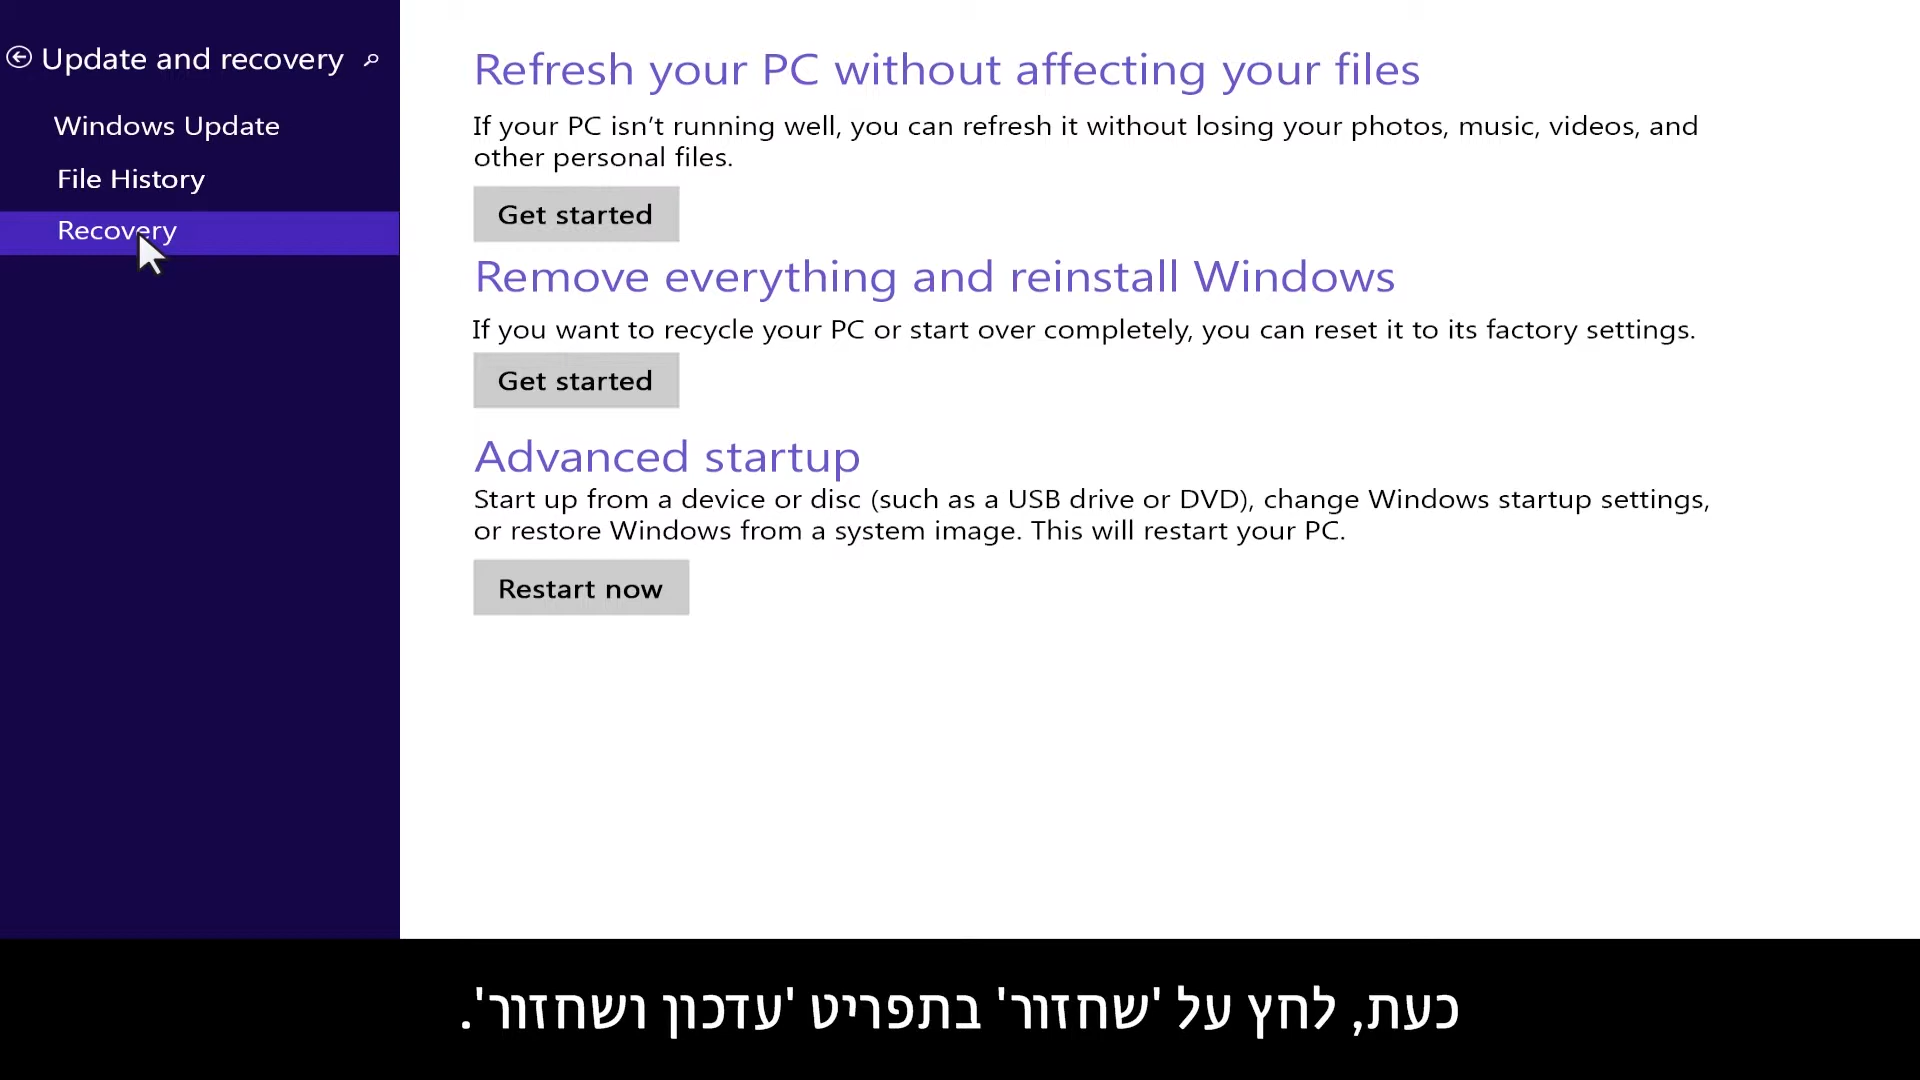 Update and recovery
Windows Update
File History
Recovery
Refresh your PC without affecting your files
If your PC isn’t running well, you can refresh it without losing your photos, music, videos, and
other personal files.
Get started
Remove everything and reinstall Windows
If you want to recycle your PC or start over completely, you can reset it to its factory settings.
Get started
Advanced startup
Start up from a device or disc (such as a USB drive or DVD), change Windows startup settings,
or restore Windows from a system image. This will restart your PC.
Restart now
כעת, לחץ על 'שחזור' בתפריט 'עדכון ושחזור'.